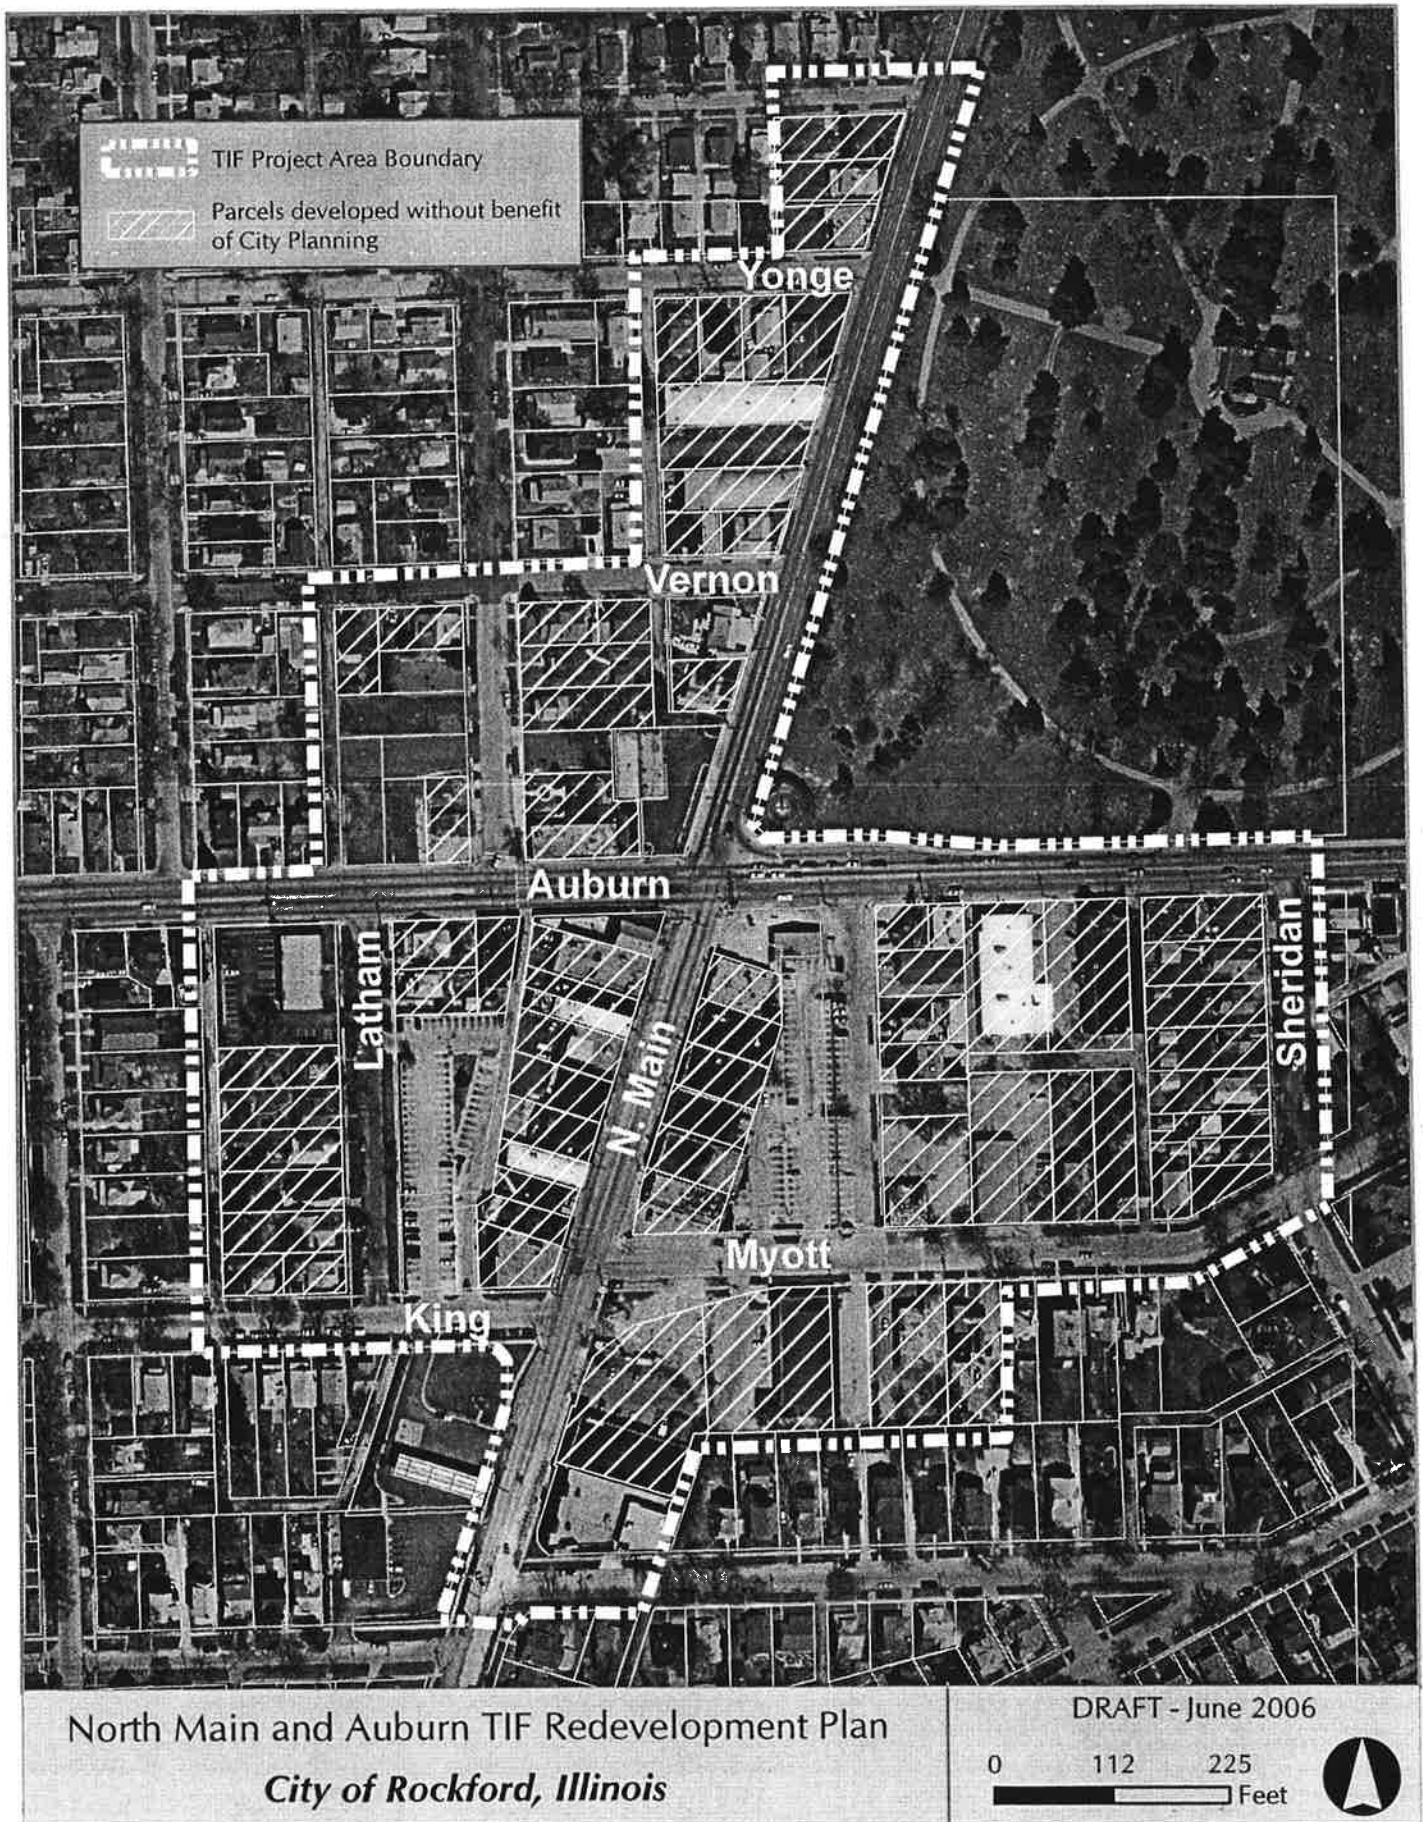 TIF Project Area Boundary
Parcels developed without benefit
of City Planning
Yonge
Vernon
Auburn
Latham
N. Main
Sheridan
Myott
King
North Main and Auburn TIF Redevelopment Plan
City of Rockford, Illinois
DRAFT - June 2006
0 112 225
Feet